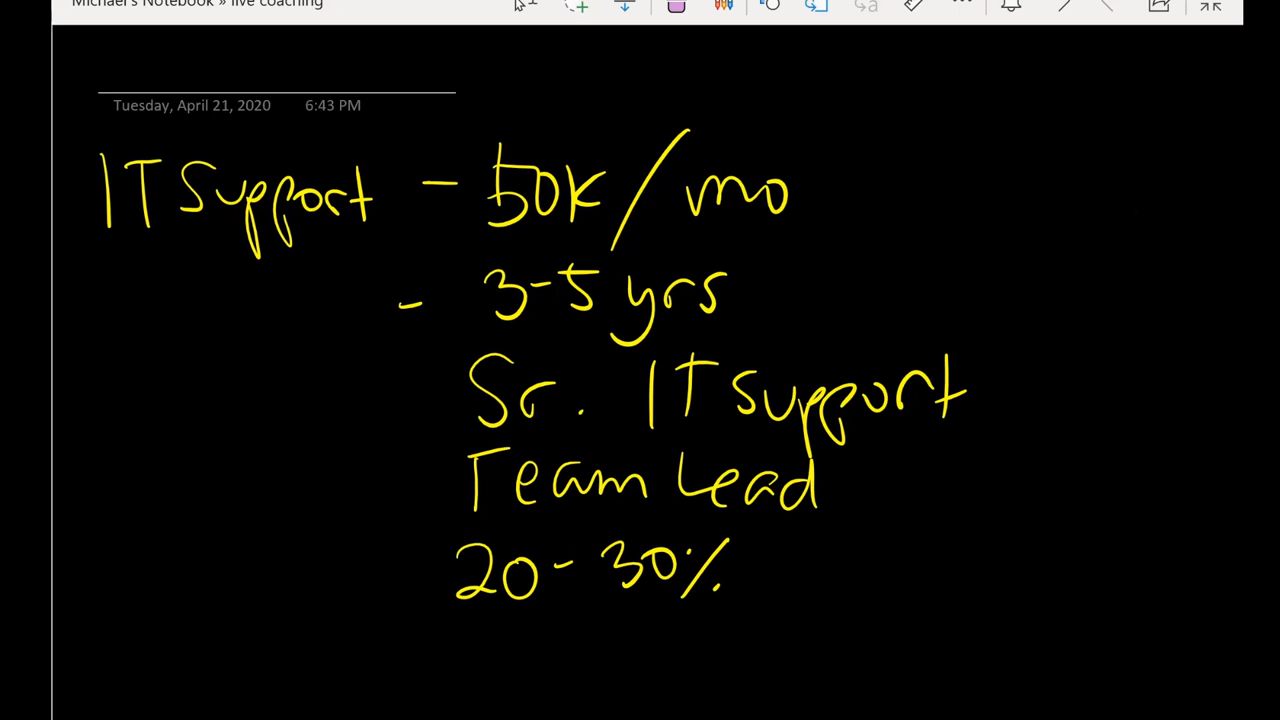 Michael's Notebook » live coaching
Tuesday, April 21, 2020 6:43 PM
IT Support - 50k/mo
- 3-5 yrs
Sr. IT support
Team Lead
20-30%